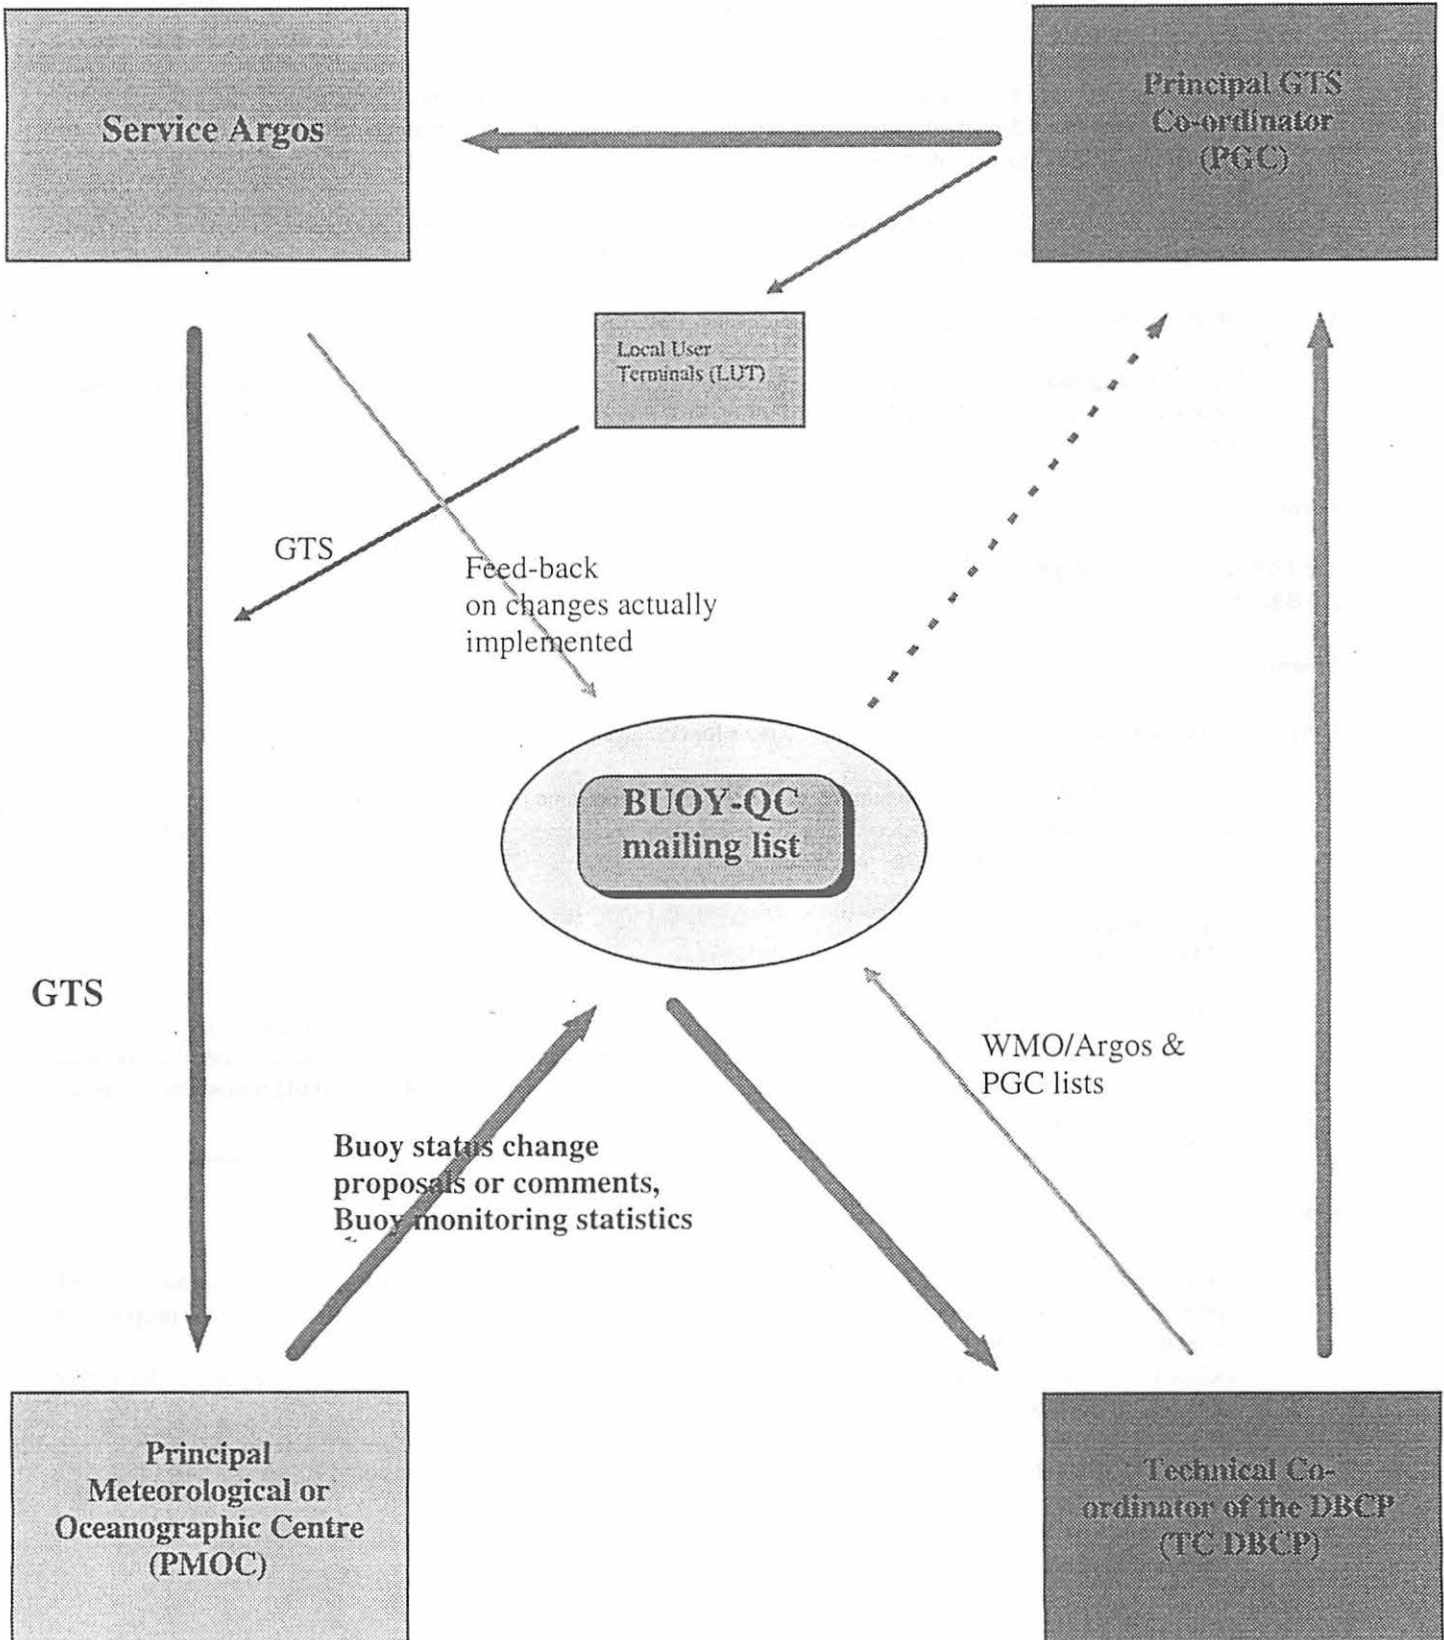 Service Argos
Principal GTS
Co-ordinator
(PGC)
Local User
Terminals (LUT)
GTS
Feed-back
on changes actually
implemented
BUOY-QC
mailing list
GTS
WMO/Argos &
PGC lists
Buoy status change
proposals or comments,
Buoy monitoring statistics
Principal
Meteorological or
Oceanographic Centre
(PMOC)
Technical Co-
ordinator of the DBCP
(TC DBCP)